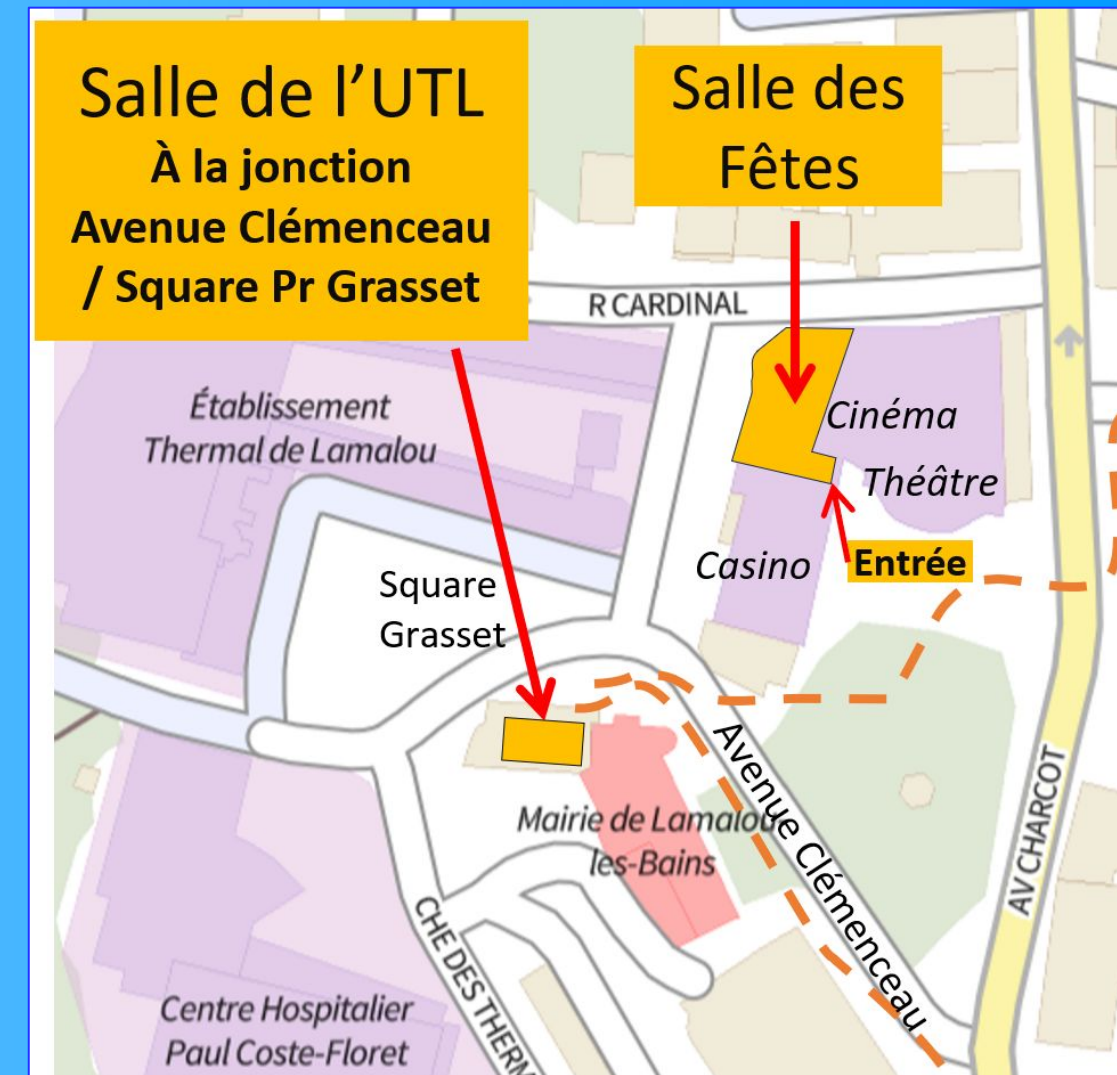 Salle de l'UTL
À la jonction
Avenue Clémenceau
/ Square Pr Grasset
Salle des
Fêtes
R CARDINAL
Établissement
Thermal de Lamalou
Cinéma
Théâtre
Casino
Entrée
Square
Grasset
Avenue Clémenceau
Mairie de Lamalou
les-Bains
AV CHARCOT
CHE DES THERM
Centre Hospitalier
Paul Coste-Floret